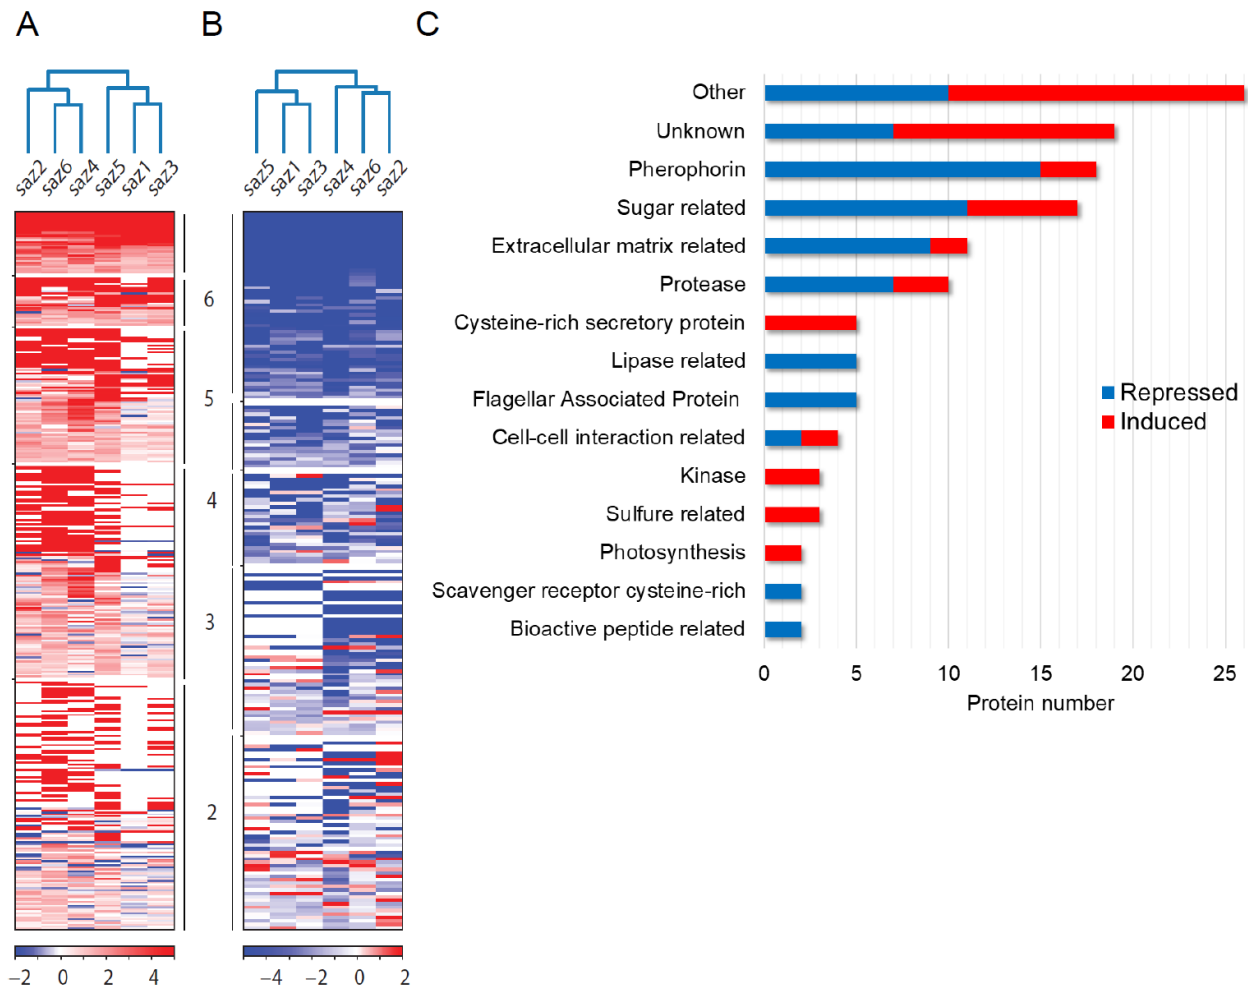 A B C
saz2 saz6 saz4 saz5 saz1 saz3
saz5 saz1 saz3 saz4 saz6 saz2
6
5
4
3
2
−2 0 2 4
−4 −2 0 2
Other
Unknown
Pherophorin
Sugar related
Extracellular matrix related
Protease
Cysteine-rich secretory protein
Lipase related
Flagellar Associated Protein
Cell-cell interaction related
Kinase
Sulfure related
Photosynthesis
Scavenger receptor cysteine-rich
Bioactive peptide related
0 5 10 15 20 25
Protein number
Repressed
Induced